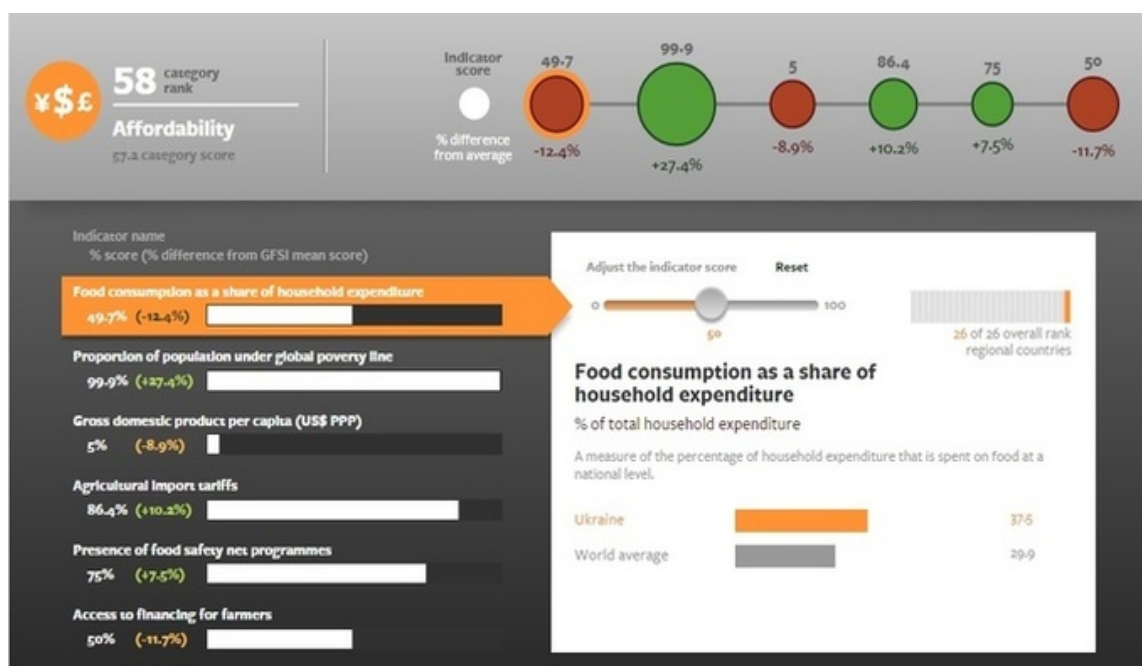 ¥$£
58 category
rank
Affordability
57.2 category score
Indicator
score
% difference
from average
49.7
-12.4%
99.9
+27.4%
5
-8.9%
86.4
+10.2%
75
+7.5%
50
-11.7%
Indicator name
% score (% difference from GFSI mean score)
Food consumption as a share of household expenditure
49.7% (-12.4%)
Proportion of population under global poverty line
99.9% (+27.4%)
Gross domestic product per capita (US$ PPP)
5% (-8.9%)
Agricultural import tariffs
86.4% (+10.2%)
Presence of food safety net programmes
75% (+7.5%)
Access to financing for farmers
50% (-11.7%)
Adjust the indicator score Reset
0 100
50
26 of 26 overall rank
regional countries
Food consumption as a share of
household expenditure
% of total household expenditure
A measure of the percentage of household expenditure that is spent on food at a
national level.
Ukraine 37.5
World average 29.9